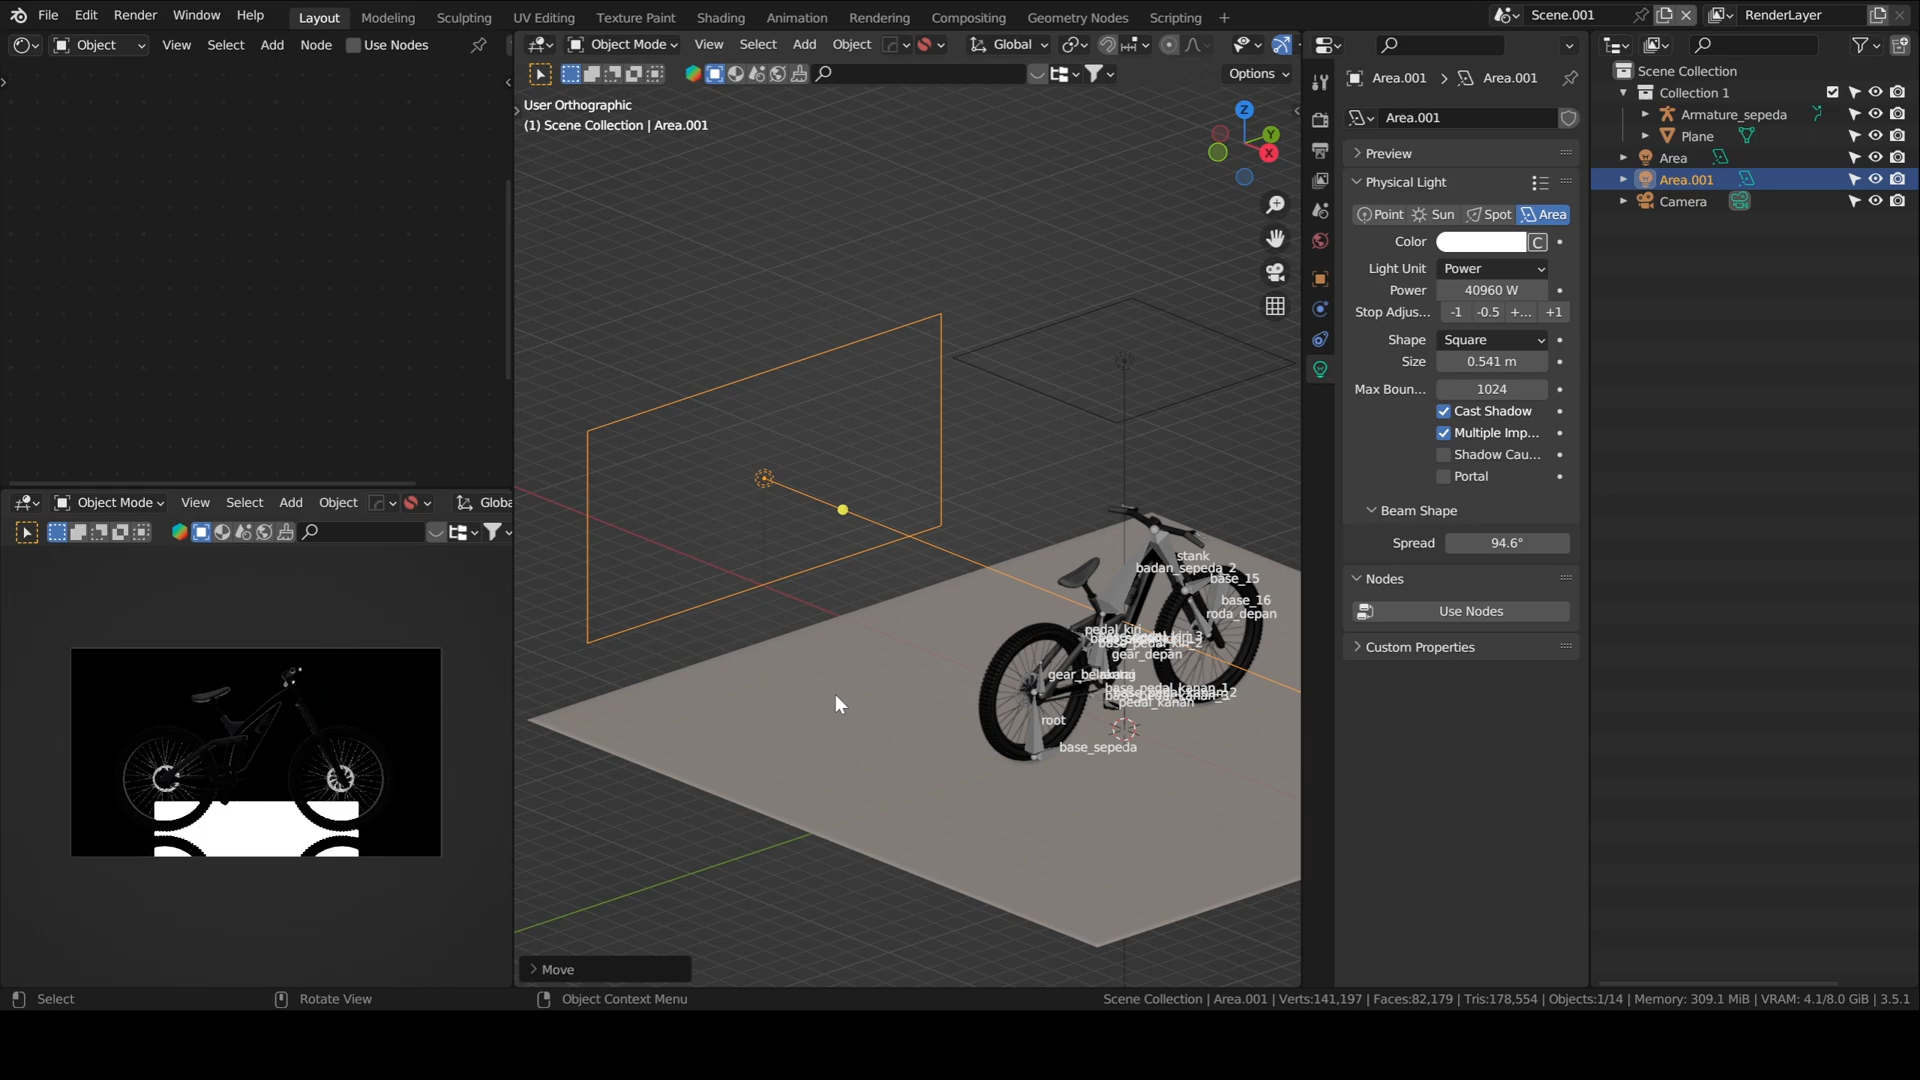 File Edit Render Window Help Layout Modeling Sculpting UV Editing Texture Paint Shading Animation Rendering Compositing Geometry Nodes Scripting + Scene.001 RenderLayer
Object View Select Add Node Use Nodes
Object Mode View Select Add Object Global
Options
User Orthographic
(1) Scene Collection | Area.001
Z
Y
X
stank
badan_sepeda_2
base_15
base_16
roda_depan
pedal_kiri
base_pedal_kiri_2
gear_depan
base_pedal_kanan_1
pedal_kanan
root
base_sepeda
Move
Object Mode View Select Add Object Globa
Area.001 > Area.001
Area.001
Preview
Physical Light
Point Sun Spot Area
Color C
Light Unit Power
Power 40960 W
Stop Adjus... -1 -0.5 +... +1
Shape Square
Size 0.541 m
Max Boun... 1024
Cast Shadow
Multiple Imp...
Shadow Cau...
Portal
Beam Shape
Spread 94.6°
Nodes
Use Nodes
Custom Properties
Scene Collection
Collection 1
Armature_sepeda
Plane
Area
Area.001
Camera
Select Rotate View Object Context Menu Scene Collection | Area.001 | Verts:141,197 | Faces:82,179 | Tris:178,554 | Objects:1/14 | Memory: 309.1 MiB | VRAM: 4.1/8.0 GiB | 3.5.1